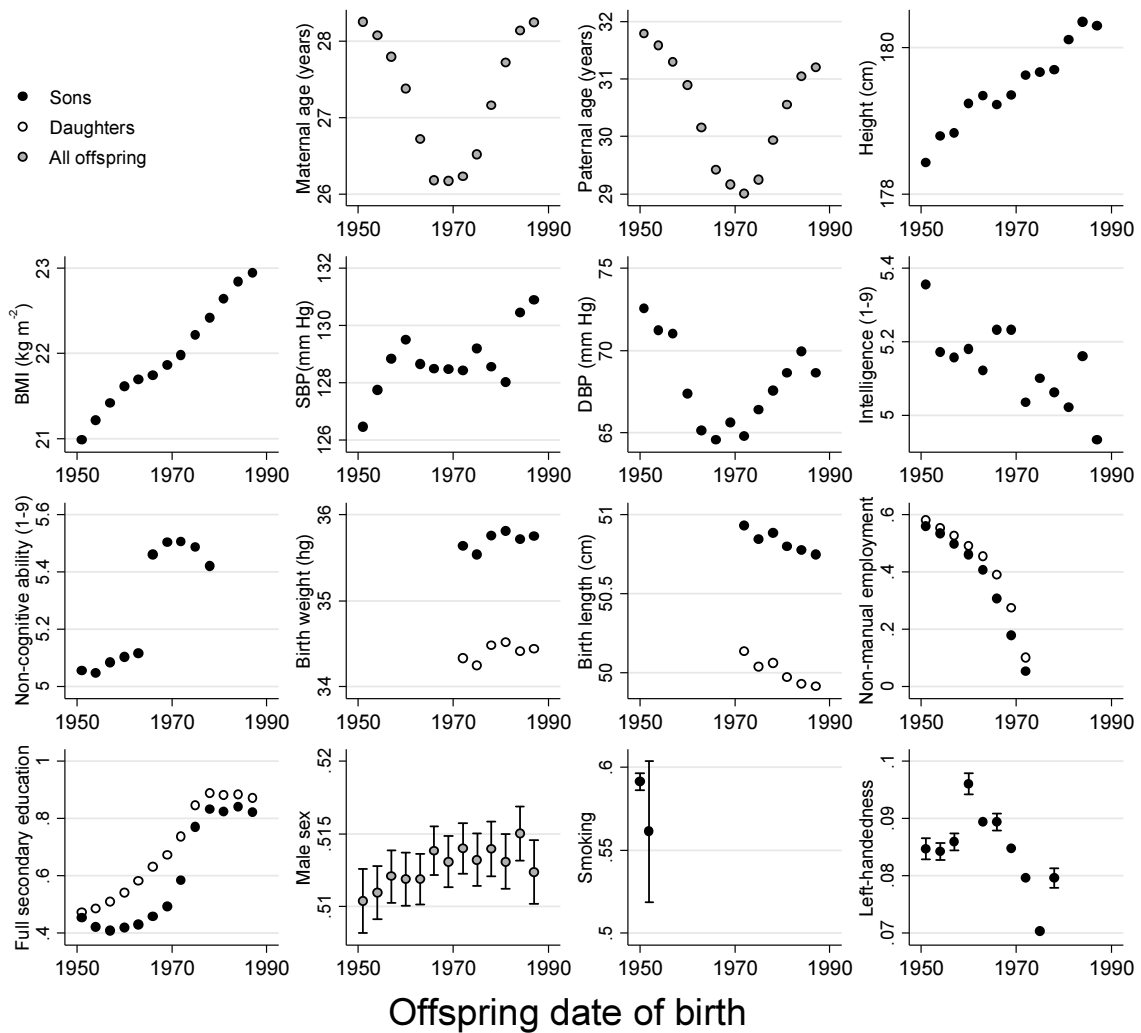 Sons
Daughters
All offspring
Maternal age (years)
28
27
26
1950 1970 1990
Paternal age (years)
32
31
30
29
1950 1970 1990
Height (cm)
180
178
1950 1970 1990
BMI (kg m⁻²)
23
22
21
1950 1970 1990
SBP(mm Hg)
132
130
128
126
1950 1970 1990
DBP (mm Hg)
75
70
65
1950 1970 1990
Intelligence (1-9)
5.4
5.2
5
1950 1970 1990
Non-cognitive ability (1-9)
5.6
5.4
5.2
5
1950 1970 1990
Birth weight (hg)
36
35
34
1950 1970 1990
Birth length (cm)
51
50.5
50
1950 1970 1990
Non-manual employment
.6
.4
.2
0
1950 1970 1990
Full secondary education
1
.8
.6
.4
1950 1970 1990
Male sex
.52
.515
.51
1950 1970 1990
Smoking
.6
.55
.5
1950 1970 1990
Left-handedness
.1
.09
.08
.07
1950 1970 1990
Offspring date of birth